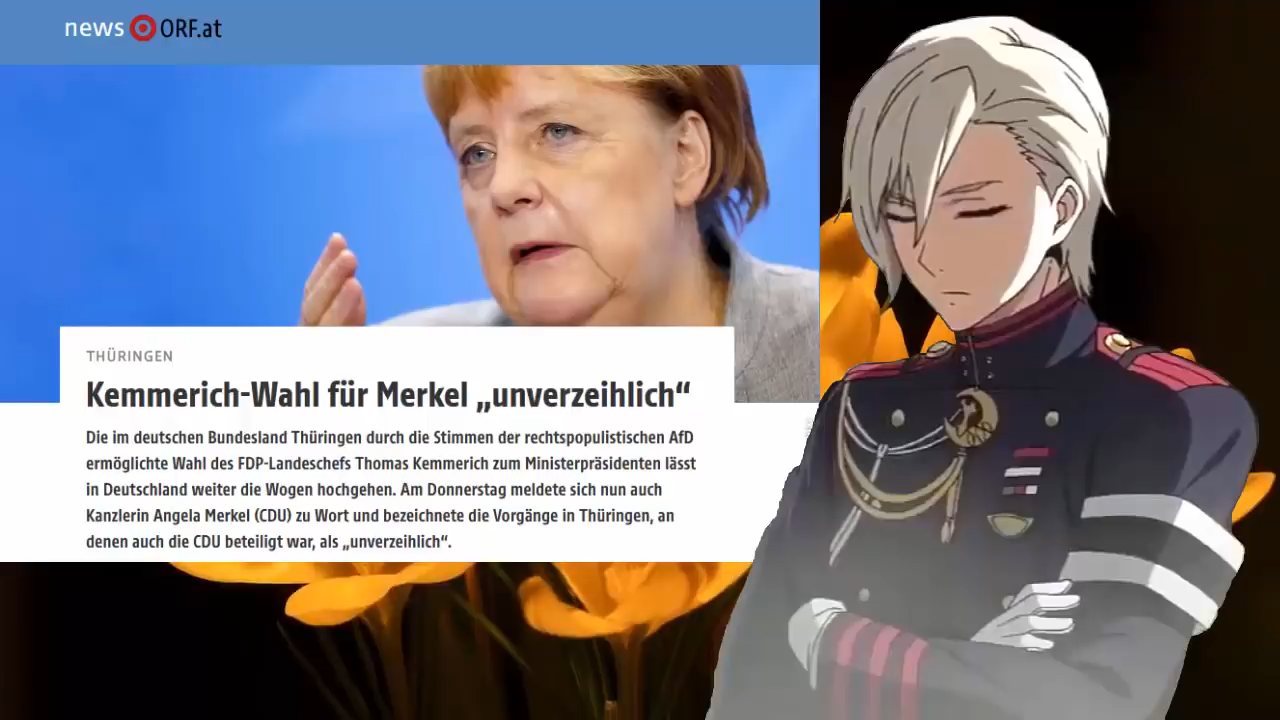 news ORF.at
THÜRINGEN
Kemmerich-Wahl für Merkel „unverzeihlich“
Die im deutschen Bundesland Thüringen durch die Stimmen der rechtspopulistischen AfD
ermöglichte Wahl des FDP-Landeschefs Thomas Kemmerich zum Ministerpräsidenten lässt
in Deutschland weiter die Wogen hochgehen. Am Donnerstag meldete sich nun auch
Kanzlerin Angela Merkel (CDU) zu Wort und bezeichnete die Vorgänge in Thüringen, an
denen auch die CDU beteiligt war, als „unverzeihlich“.